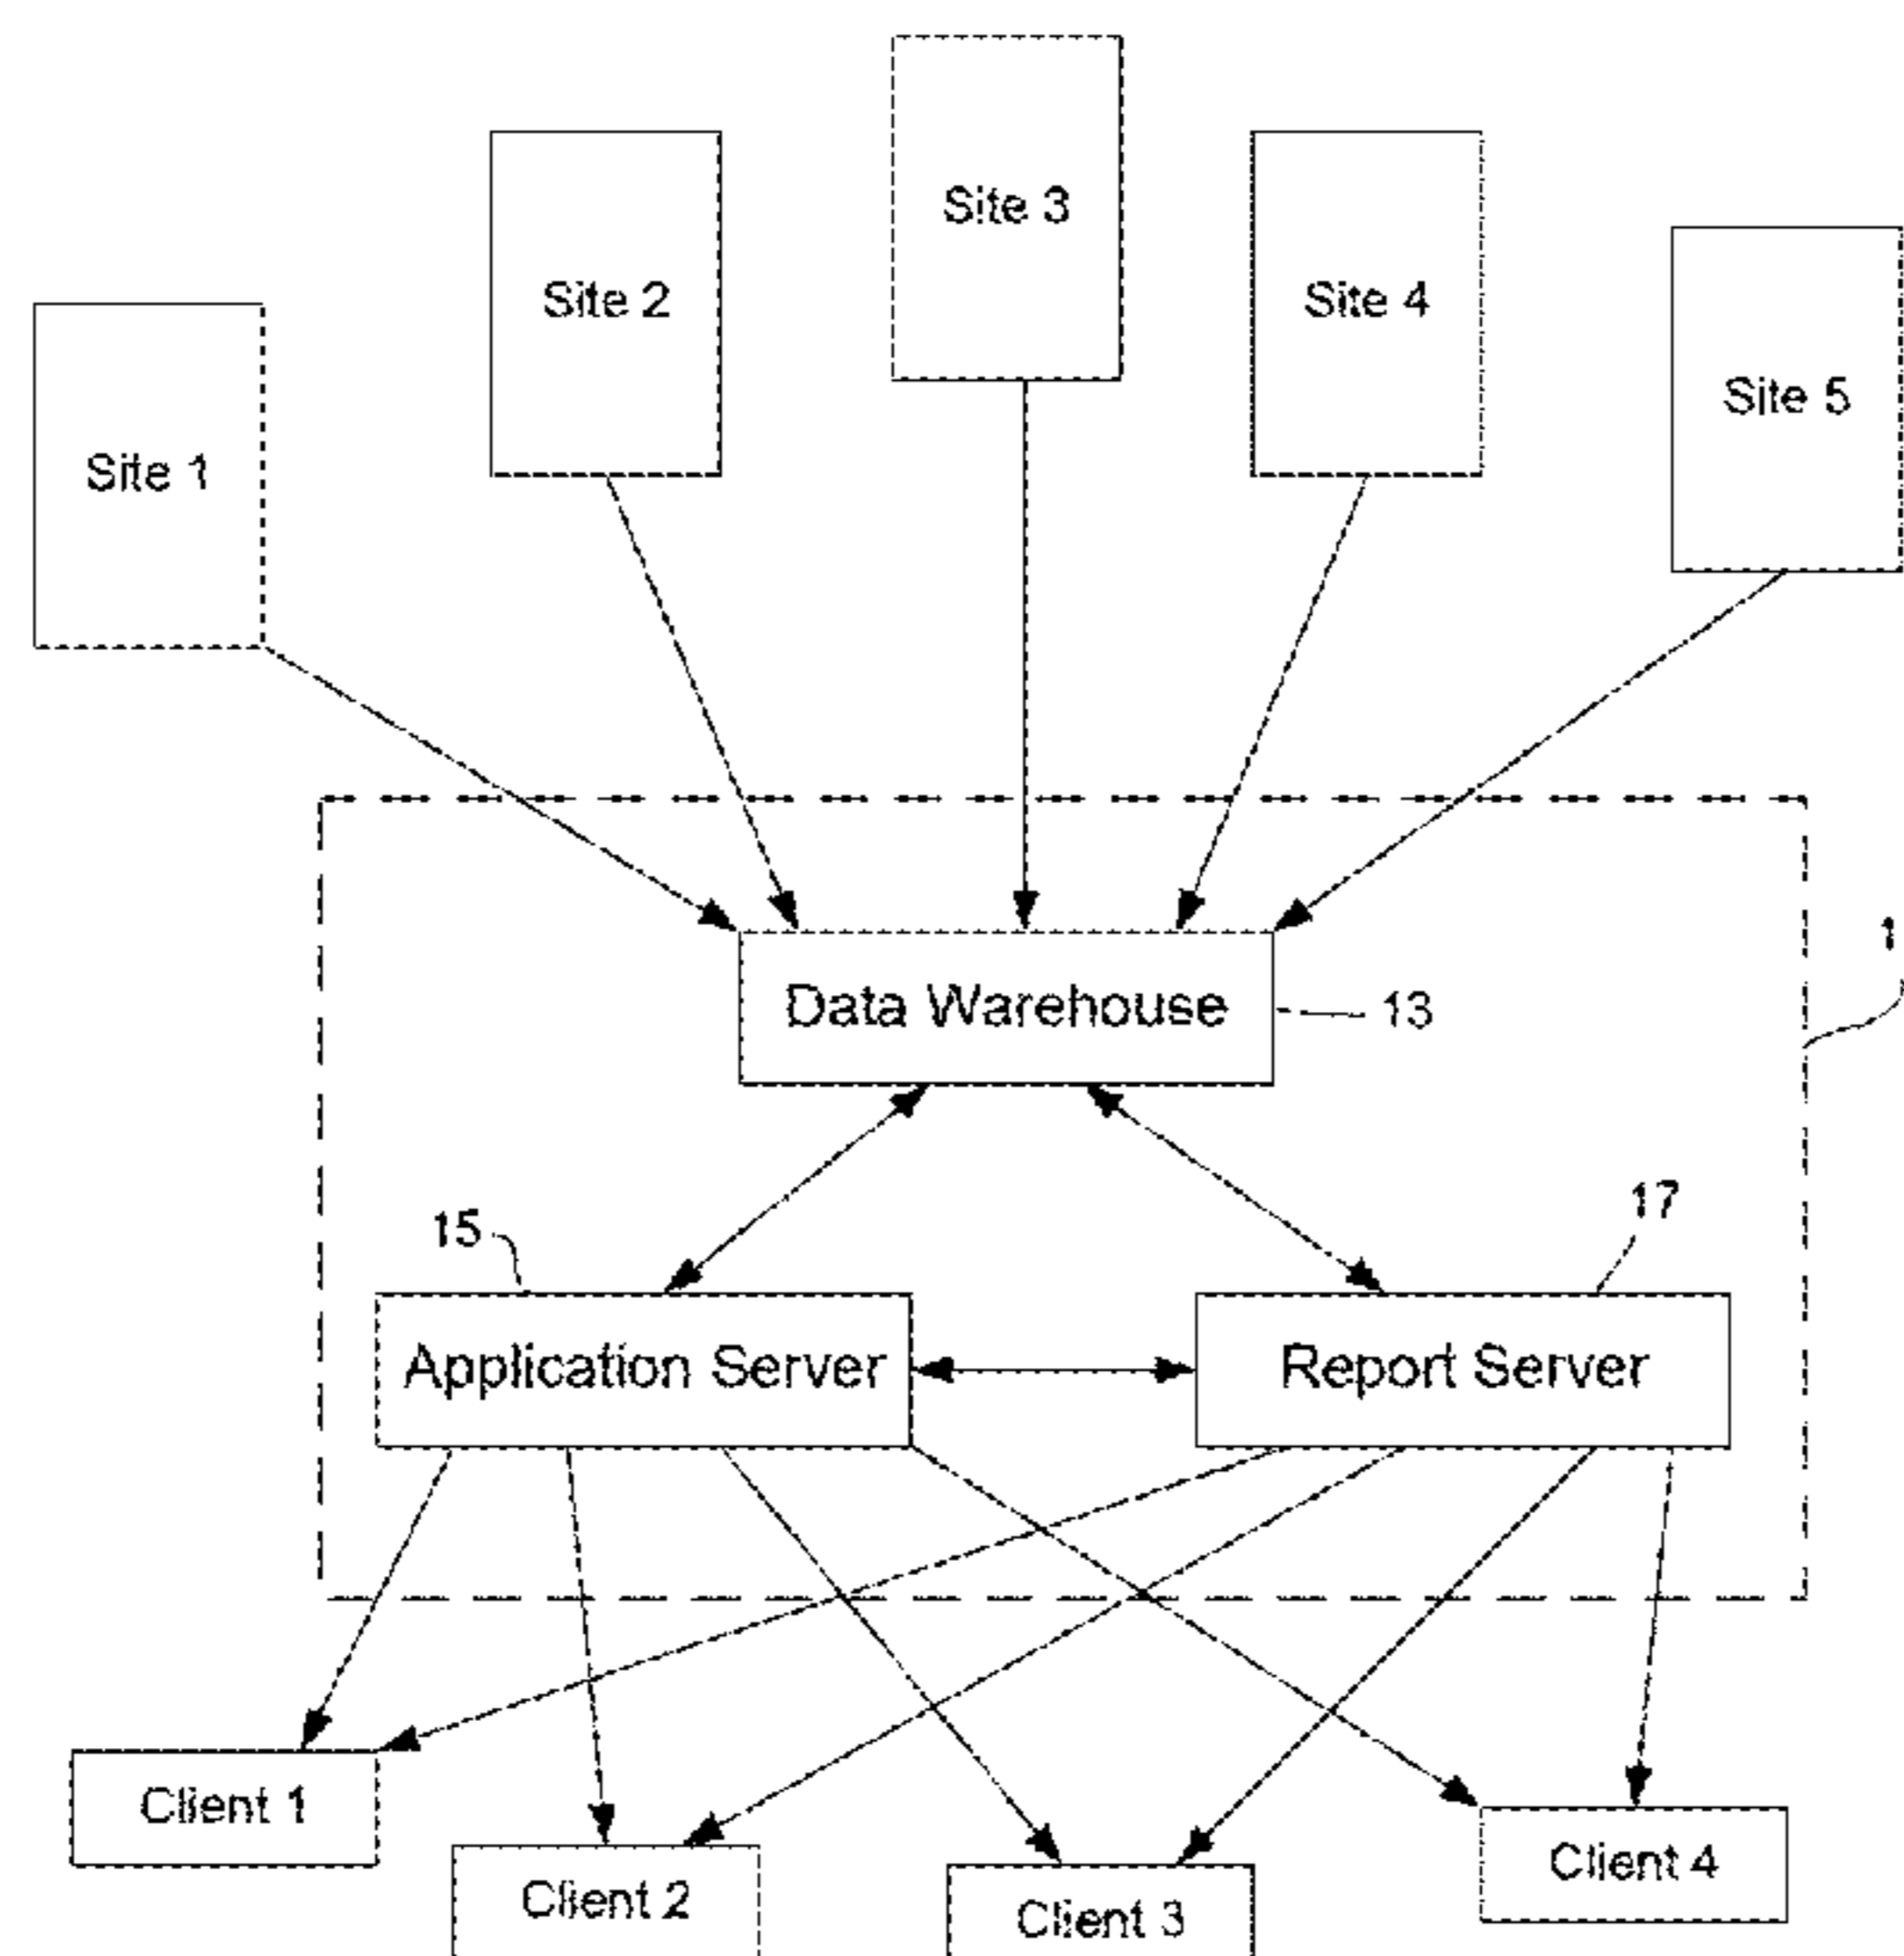 Site 3
Site 2
Site 4
Site 5
Site 1
Data Warehouse
13
15
17
Application Server
Report Server
Client 1
Client 4
Client 2
Client 3